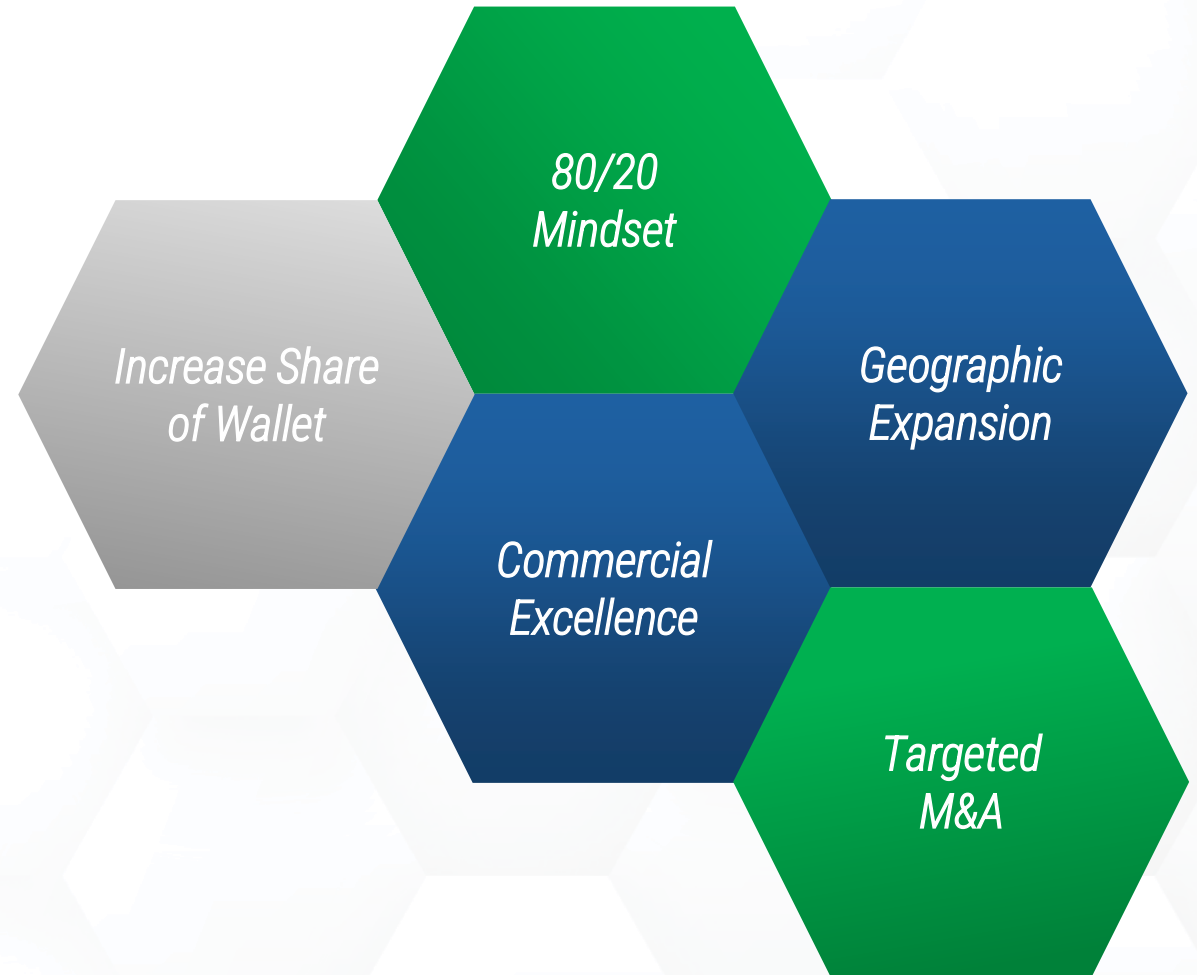 80/20
Mindset
Increase Share
of Wallet
Geographic
Expansion
Commercial
Excellence
Targeted
M&A